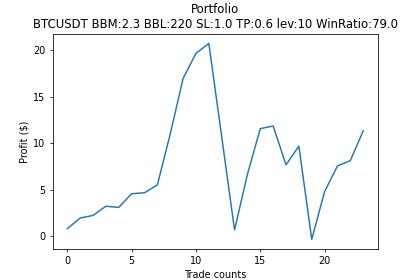 Portfolio
BTCUSDT BBM:2.3 BBL:220 SL:1.0 TP:0.6 lev:10 WinRatio:79.0
20
15
10
5
0
Profit ($)
0 5 10 15 20
Trade counts